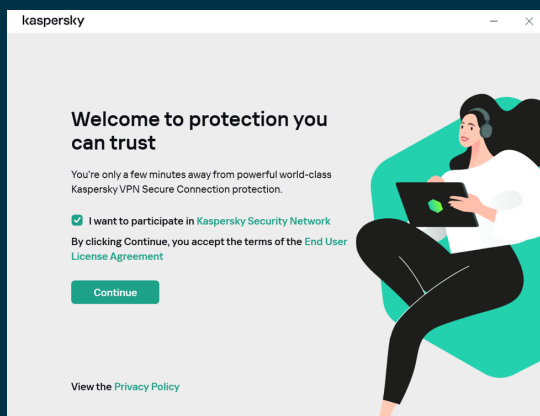 kaspersky
Welcome to protection you
can trust
You're only a few minutes away from powerful world-class
Kaspersky VPN Secure Connection protection.
I want to participate in Kaspersky Security Network
By clicking Continue, you accept the terms of the End User
License Agreement
Continue
View the Privacy Policy